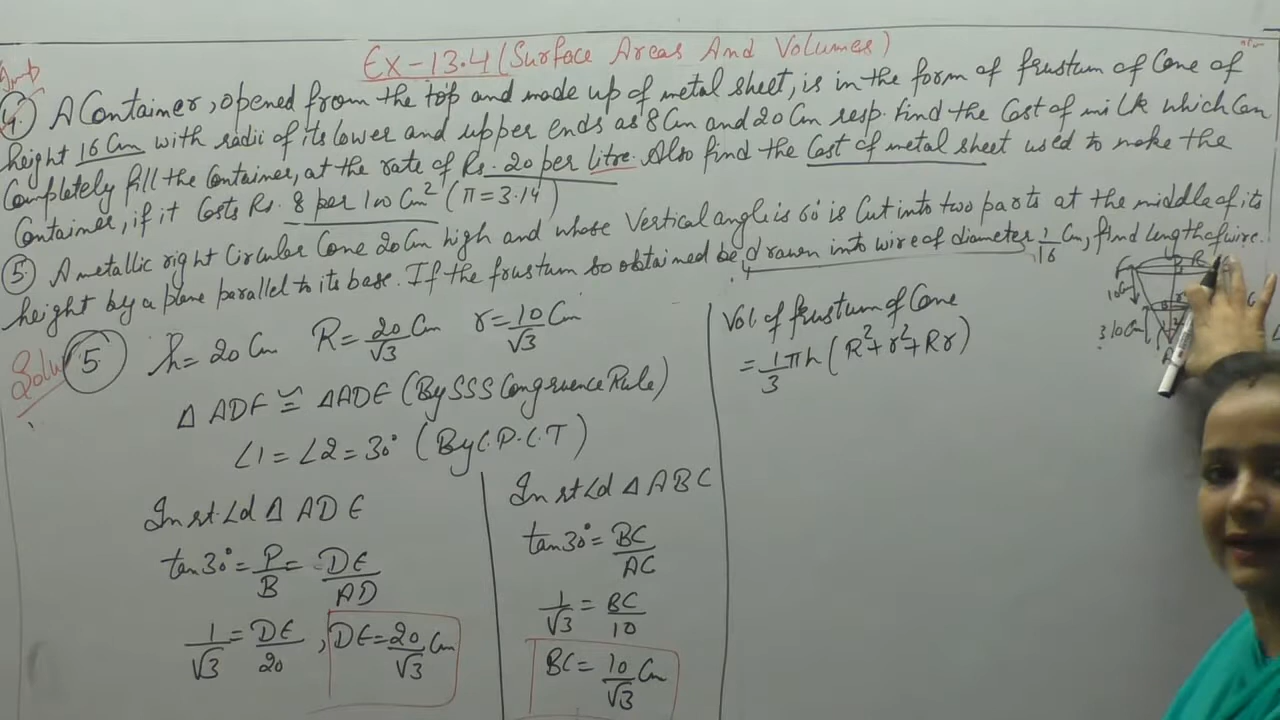 Ex-13.4 (Surface Areas And Volumes)
4. A Container, opened from the top and made up of metal sheet, is in the form of frustum of Cone of
height 16 Cm with radii of its lower and upper ends as 8 Cm and 20 Cm resp. Find the Cost of milk which Can
Completely fill the Container, at the rate of Rs. 20 per litre. Also find the Cost of metal sheet used to make the
Container, if it Costs Rs. 8 per 100 Cm² (π = 3.14)
5 A metallic right Circular Cone 20 Cm high and whose Vertical angle is 60° is Cut into two parts at the middle of its
height by a plane parallel to its base. If the frustum so obtained be drawn into wire of diameter 1/16 Cm, find length of wire.
Solu 5 h = 20 Cm R = 20/√3 Cm r = 10/√3 Cm
Δ ADF ≅ ΔADE (By SSS Congruence Rule)
∠1 = ∠2 = 30° (By C.P.C.T)
In rt.∠d Δ ADE
tan 30° = P/B = DE/AD
1/√3 = DE/20, DE = 20/√3 Cm
In rt∠d Δ ABC
tan 30° = BC/AC
1/√3 = BC/10
BC = 10/√3 Cm
Vol. of frustum of Cone
= 1/3 πh (R² + r² + Rr)
F D R
10 Cm
10 Cm